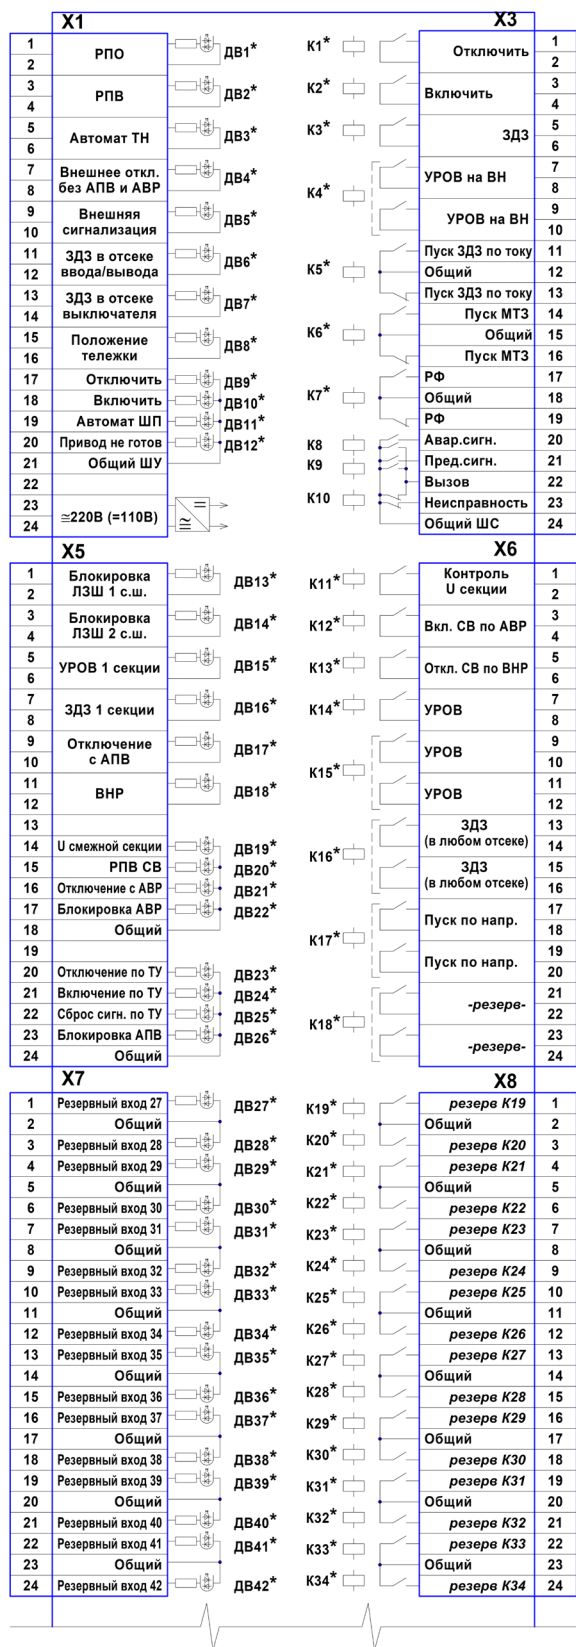 X1
1
РПО
ДВ1*
2
3
РПВ
ДВ2*
4
5
Автомат ТН
ДВ3*
6
7
Внешнее откл.
без АПВ и АВР
ДВ4*
8
9
Внешняя
сигнализация
ДВ5*
10
11
ЗДЗ в отсеке
ввода/вывода
ДВ6*
12
13
ЗДЗ в отсеке
выключателя
ДВ7*
14
15
Положение
тележки
ДВ8*
16
17 Отключить ДВ9*
18 Включить ДВ10*
19 Автомат ШП ДВ11*
20 Привод не готов ДВ12*
21 Общий ШУ
22
23
≅220В (=110В)
=
≅
24
X3
К1*
Отключить
1
2
К2*
Включить
3
4
К3*
ЗДЗ
5
6
К4*
УРОВ на ВН
7
8
УРОВ на ВН
9
10
К5*
Пуск ЗДЗ по току 11
Общий 12
Пуск ЗДЗ по току 13
К6*
Пуск МТЗ 14
Общий 15
Пуск МТЗ 16
К7*
РФ 17
Общий 18
РФ 19
К8
Авар.сигн. 20
К9
Пред.сигн. 21
Вызов 22
К10
Неисправность 23
Общий ШС 24
X5
1
Блокировка
ЛЗШ 1 с.ш.
ДВ13*
2
3
Блокировка
ЛЗШ 2 с.ш.
ДВ14*
4
5
УРОВ 1 секции
ДВ15*
6
7
ЗДЗ 1 секции
ДВ16*
8
9
Отключение
с АПВ
ДВ17*
10
11
ВНР
ДВ18*
12
13
14 U смежной секции ДВ19*
15 РПВ СВ ДВ20*
16 Отключение с АВР ДВ21*
17 Блокировка АВР ДВ22*
18 Общий
19
20 Отключение по ТУ ДВ23*
21 Включение по ТУ ДВ24*
22 Сброс сигн. по ТУ ДВ25*
23 Блокировка АПВ ДВ26*
24 Общий
X6
К11*
Контроль
U секции
1
2
К12*
Вкл. СВ по АВР
3
4
К13*
Откл. СВ по ВНР
5
6
К14*
УРОВ
7
8
К15*
УРОВ
9
10
УРОВ
11
12
К16*
ЗДЗ
(в любом отсеке)
13
14
ЗДЗ
(в любом отсеке)
15
16
К17*
Пуск по напр.
17
18
Пуск по напр.
19
20
К18*
-резерв-
21
22
-резерв-
23
24
X7
1 Резервный вход 27 ДВ27*
2 Общий
3 Резервный вход 28 ДВ28*
4 Резервный вход 29 ДВ29*
5 Общий
6 Резервный вход 30 ДВ30*
7 Резервный вход 31 ДВ31*
8 Общий
9 Резервный вход 32 ДВ32*
10 Резервный вход 33 ДВ33*
11 Общий
12 Резервный вход 34 ДВ34*
13 Резервный вход 35 ДВ35*
14 Общий
15 Резервный вход 36 ДВ36*
16 Резервный вход 37 ДВ37*
17 Общий
18 Резервный вход 38 ДВ38*
19 Резервный вход 39 ДВ39*
20 Общий
21 Резервный вход 40 ДВ40*
22 Резервный вход 41 ДВ41*
23 Общий
24 Резервный вход 42 ДВ42*
X8
К19* резерв К19 1
Общий 2
К20* резерв К20 3
К21* резерв К21 4
Общий 5
К22* резерв К22 6
К23* резерв К23 7
Общий 8
К24* резерв К24 9
К25* резерв К25 10
Общий 11
К26* резерв К26 12
К27* резерв К27 13
Общий 14
К28* резерв К28 15
К29* резерв К29 16
Общий 17
К30* резерв К30 18
К31* резерв К31 19
Общий 20
К32* резерв К32 21
К33* резерв К33 22
Общий 23
К34* резерв К34 24